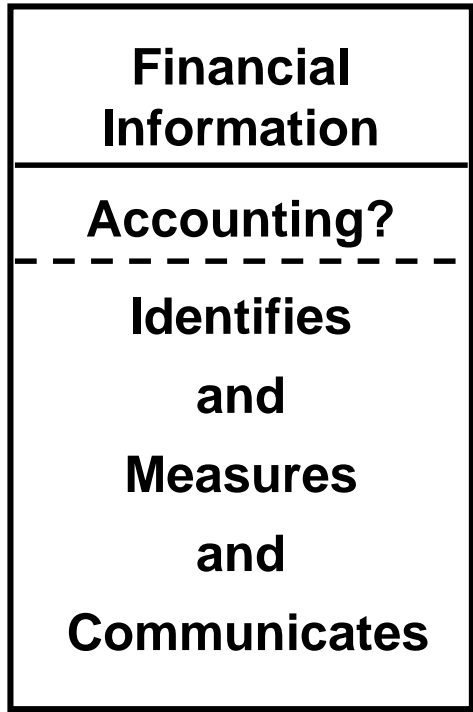 Financial
Information
Accounting?
Identifies
and
Measures
and
Communicates